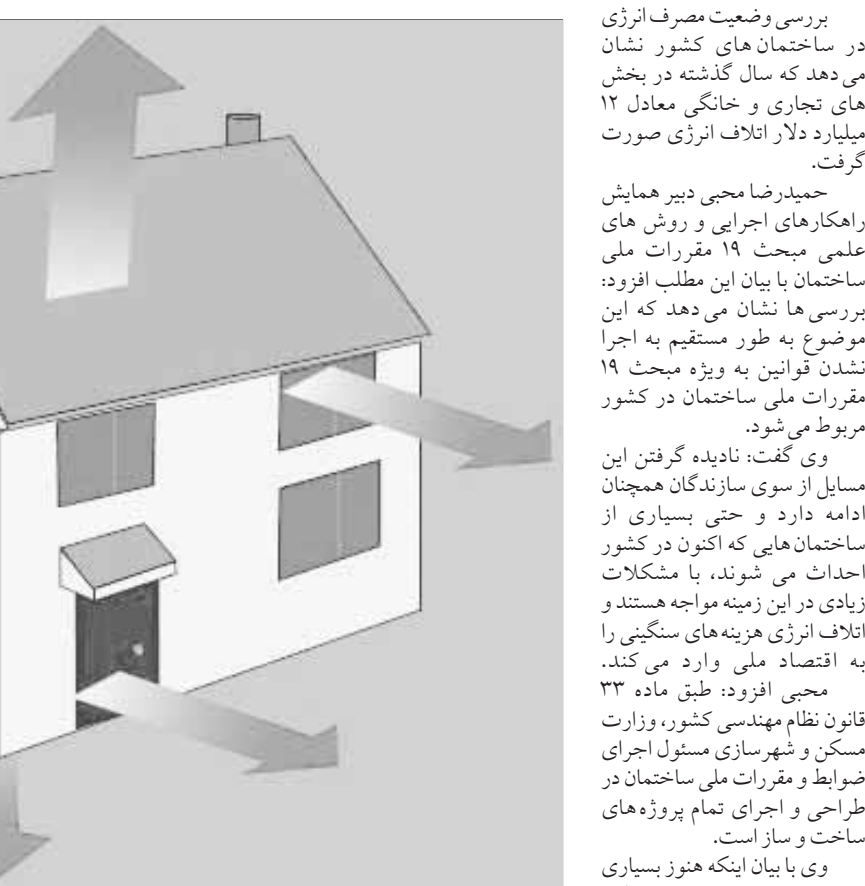 بررسی وضعیت مصرف انرژی
در ساختمان های کشور نشان
می دهد که سال گذشته در بخش
های تجاری و خانگی معادل ۱۲
میلیارد دلار اتلاف انرژی صورت
گرفت.
حمیدرضا محبی دبیر همایش
راهکارهای اجرایی و روش های
علمی مبحث ۱۹ مقررات ملی
ساختمان با بیان این مطلب افزود:
بررسی ها نشان می دهد که این
موضوع به طور مستقیم به اجرا
نشدن قوانین به ویژه مبحث ۱۹
مقررات ملی ساختمان در کشور
مربوط می شود.
وی گفت: نادیده گرفتن این
مسایل از سوی سازندگان همچنان
ادامه دارد و حتی بسیاری از
ساختمان هایی که اکنون در کشور
احداث می شوند، با مشکلات
زیادی در این زمینه مواجه هستند و
اتلاف انرژی هزینه های سنگینی را
به اقتصاد ملی وارد می کند.
محبی افزود: طبق ماده ۳۳
قانون نظام مهندسی کشور، وزارت
مسکن و شهرسازی مسئول اجرای
ضوابط و مقررات ملی ساختمان در
طراحی و اجرای تمام پروژه های
ساخت و ساز است.
وی با بیان اینکه هنوز بسیاری